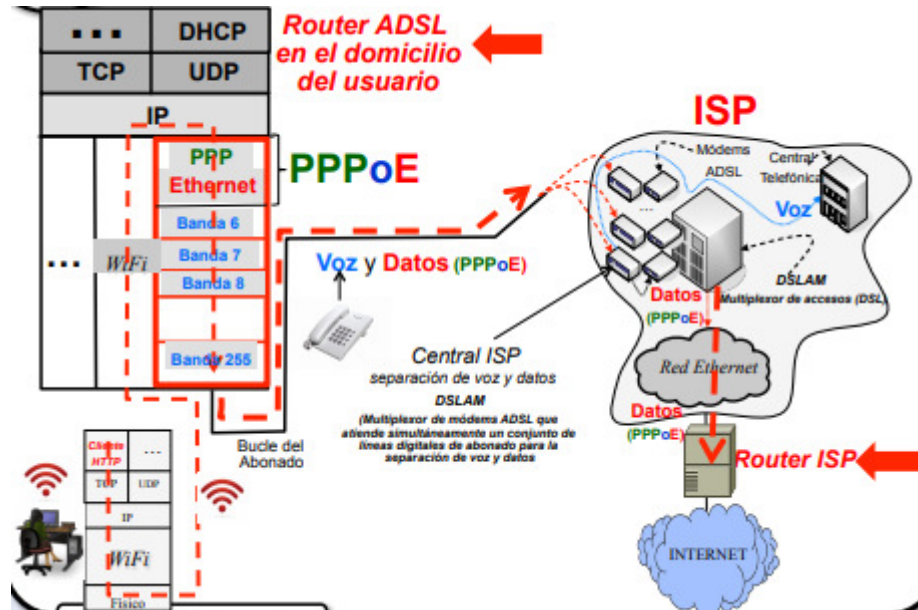 ... DHCP
TCP UDP
IP
PPP
Ethernet
Banda 6
Banda 7
Banda 8
Banda 255
...
WiFi
PPPoE
Router ADSL
en el domicilio
del usuario
Voz y Datos (PPPoE)
Bucle del
Abonado
Central ISP
separación de voz y datos
DSLAM
(Multiplexor de módems ADSL que
atiende simultáneamente un conjunto de
líneas digitales de abonado para la
separación de voz y datos
ISP
Módems
ADSL
Central
Telefónica
Voz
...
DSLAM
Multiplexor de accesos (DSL)
Datos
(PPPoE)
Red Ethernet
Datos
(PPPoE)
Router ISP
INTERNET
Cliente
HTTP
...
TCP UDP
IP
WiFi
Físico